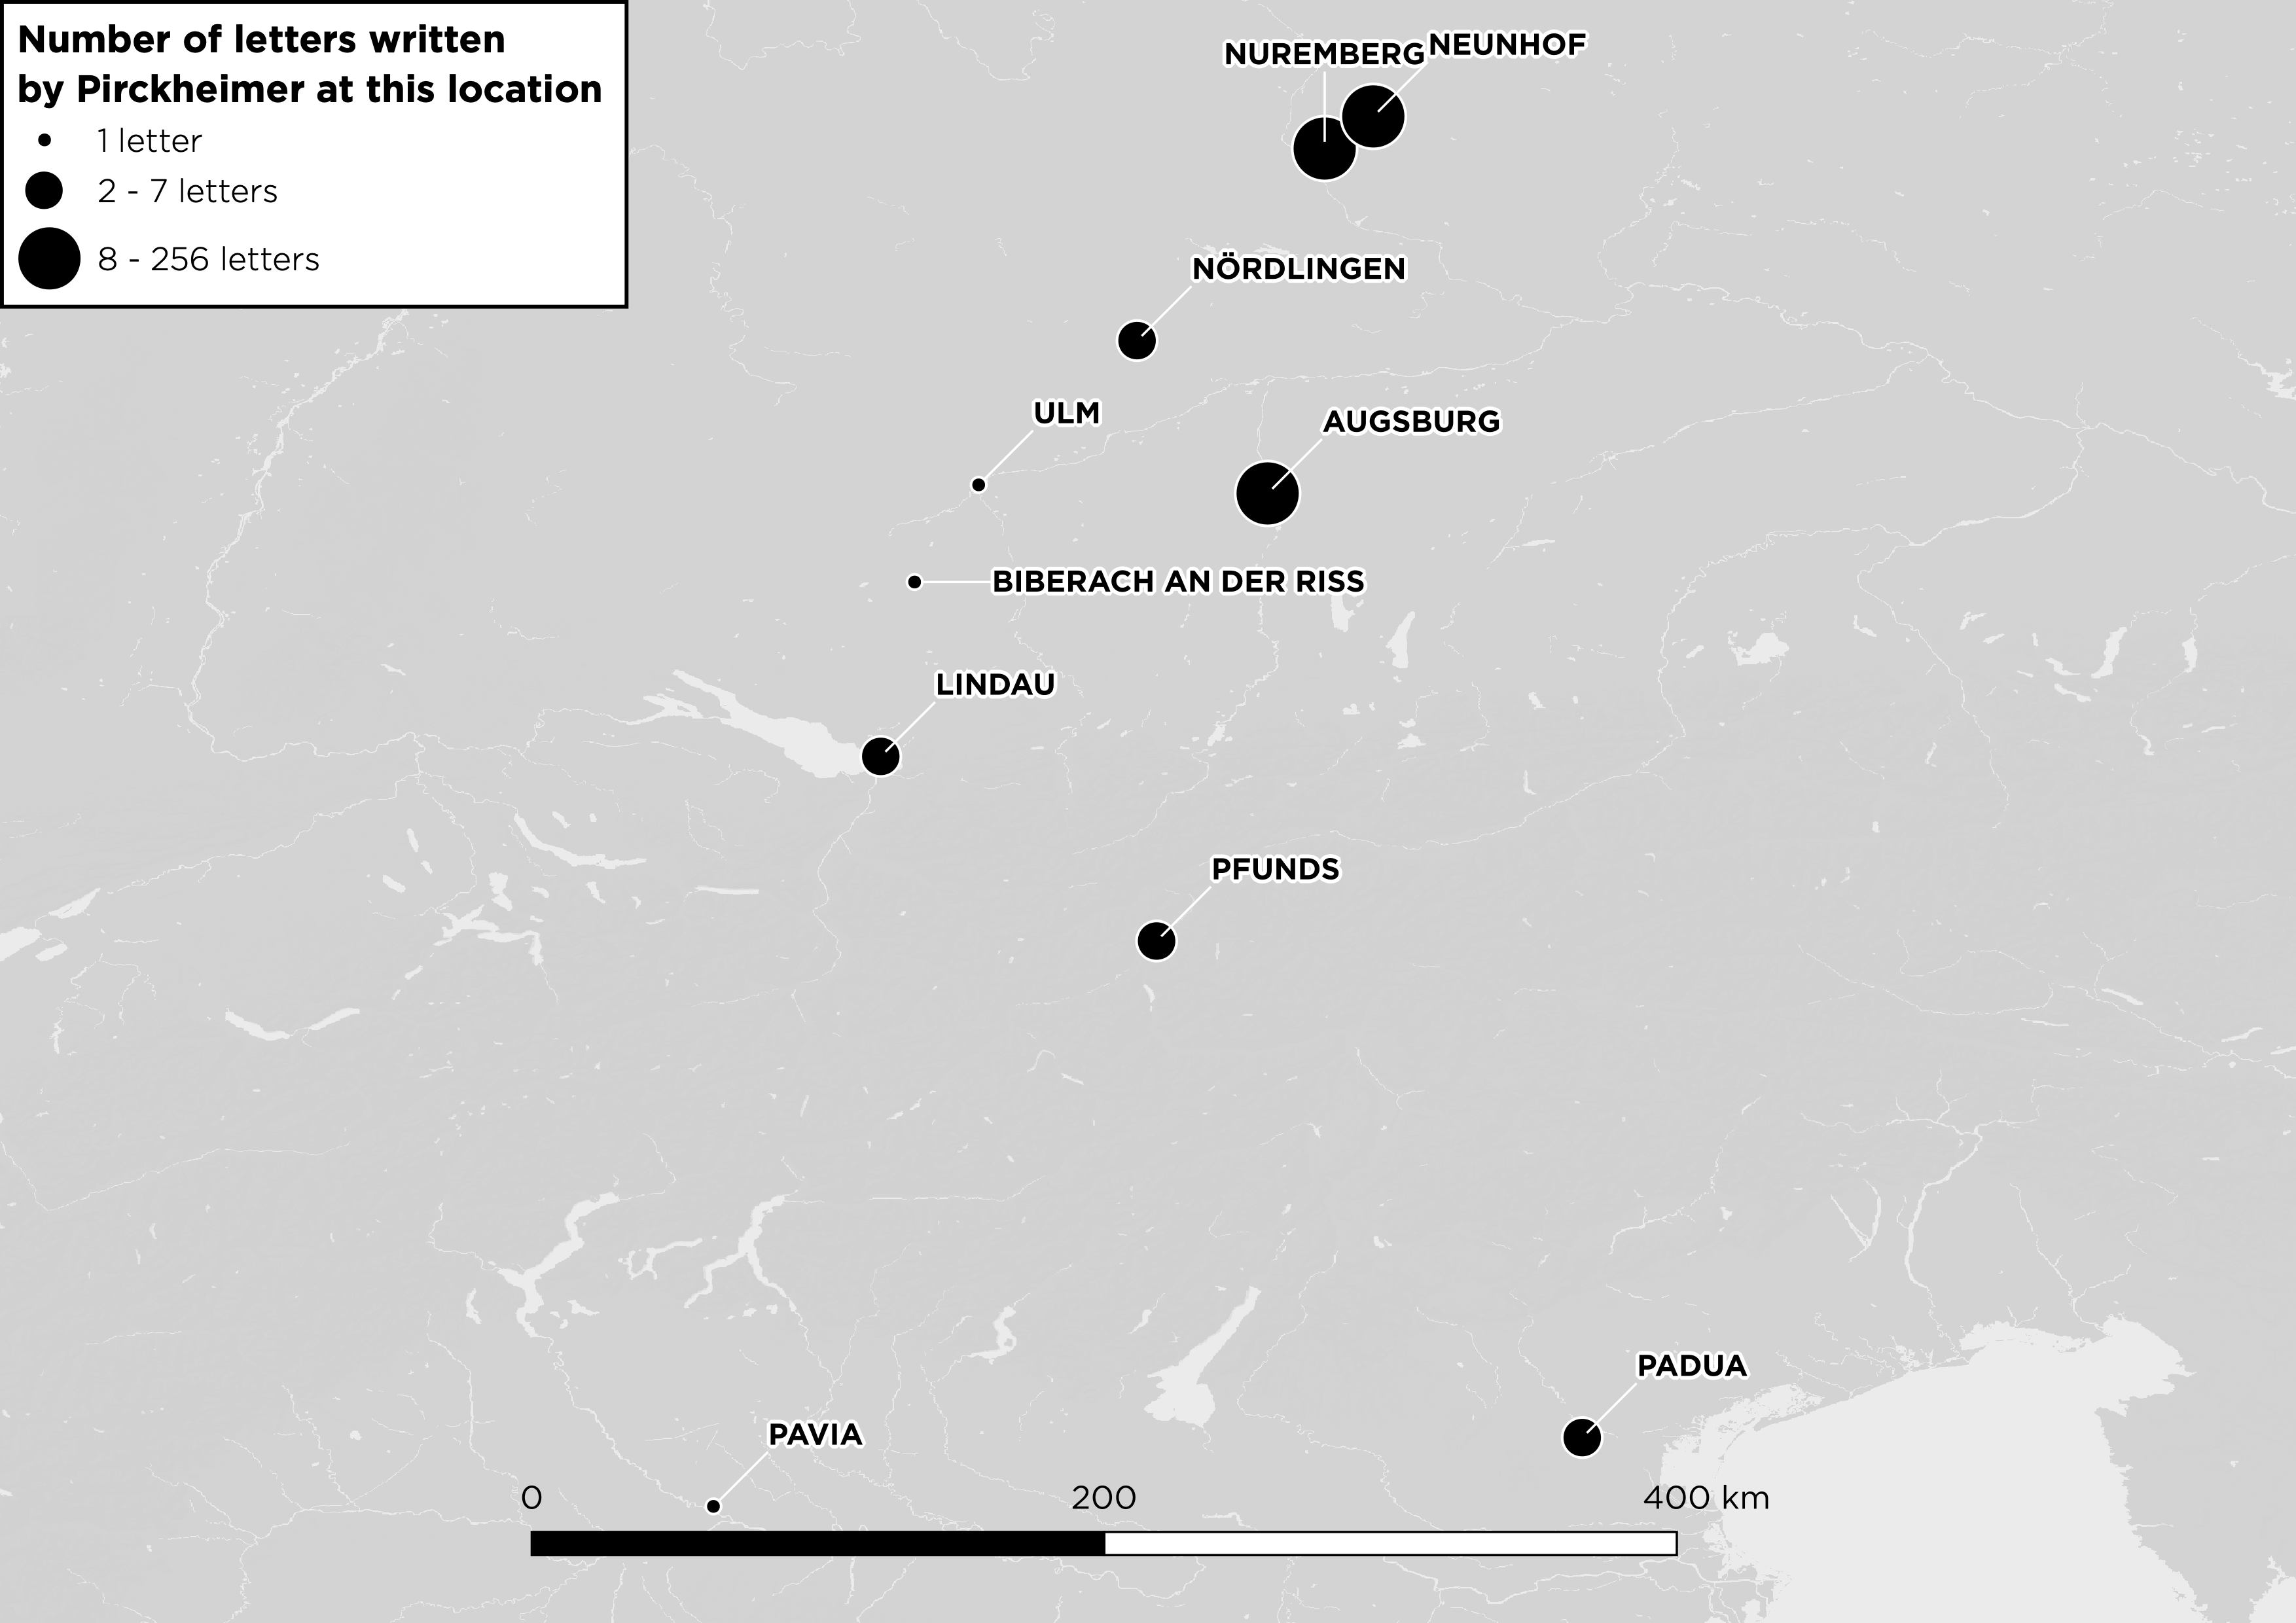 Number of letters written
by Pirckheimer at this location
1 letter
2 - 7 letters
8 - 256 letters
NUREMBERG
NEUNHOF
NÖRDLINGEN
ULM
AUGSBURG
BIBERACH AN DER RISS
LINDAU
PFUNDS
PADUA
PAVIA
0 200 400 km